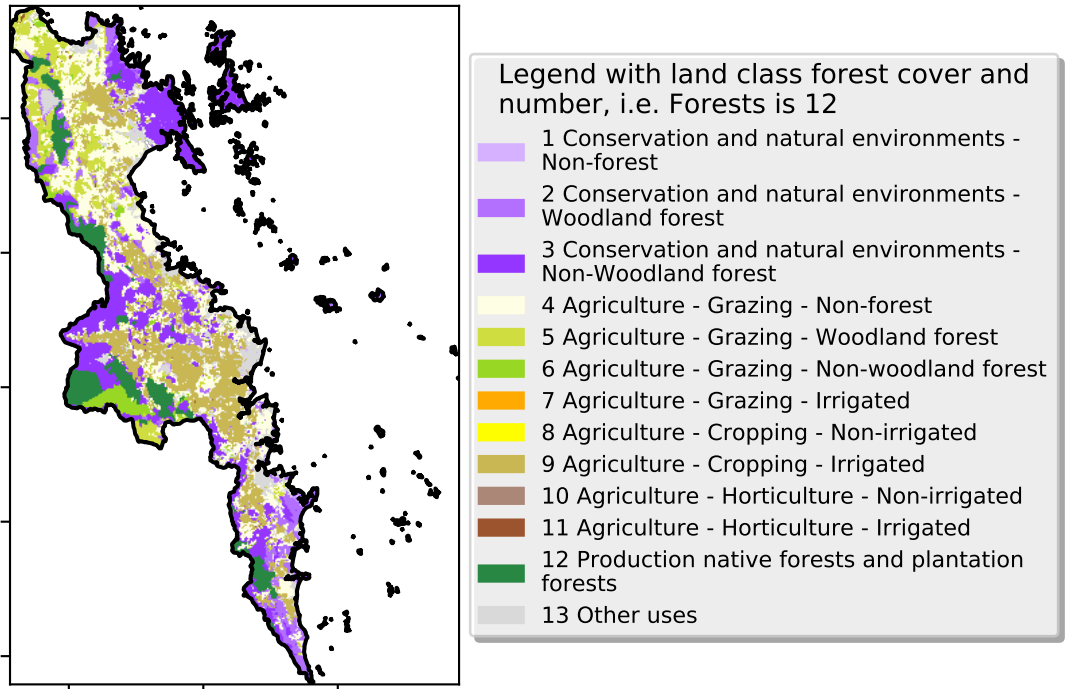 Legend with land class forest cover and
number, i.e. Forests is 12
1 Conservation and natural environments -
Non-forest
2 Conservation and natural environments -
Woodland forest
3 Conservation and natural environments -
Non-Woodland forest
4 Agriculture - Grazing - Non-forest
5 Agriculture - Grazing - Woodland forest
6 Agriculture - Grazing - Non-woodland forest
7 Agriculture - Grazing - Irrigated
8 Agriculture - Cropping - Non-irrigated
9 Agriculture - Cropping - Irrigated
10 Agriculture - Horticulture - Non-irrigated
11 Agriculture - Horticulture - Irrigated
12 Production native forests and plantation
forests
13 Other uses